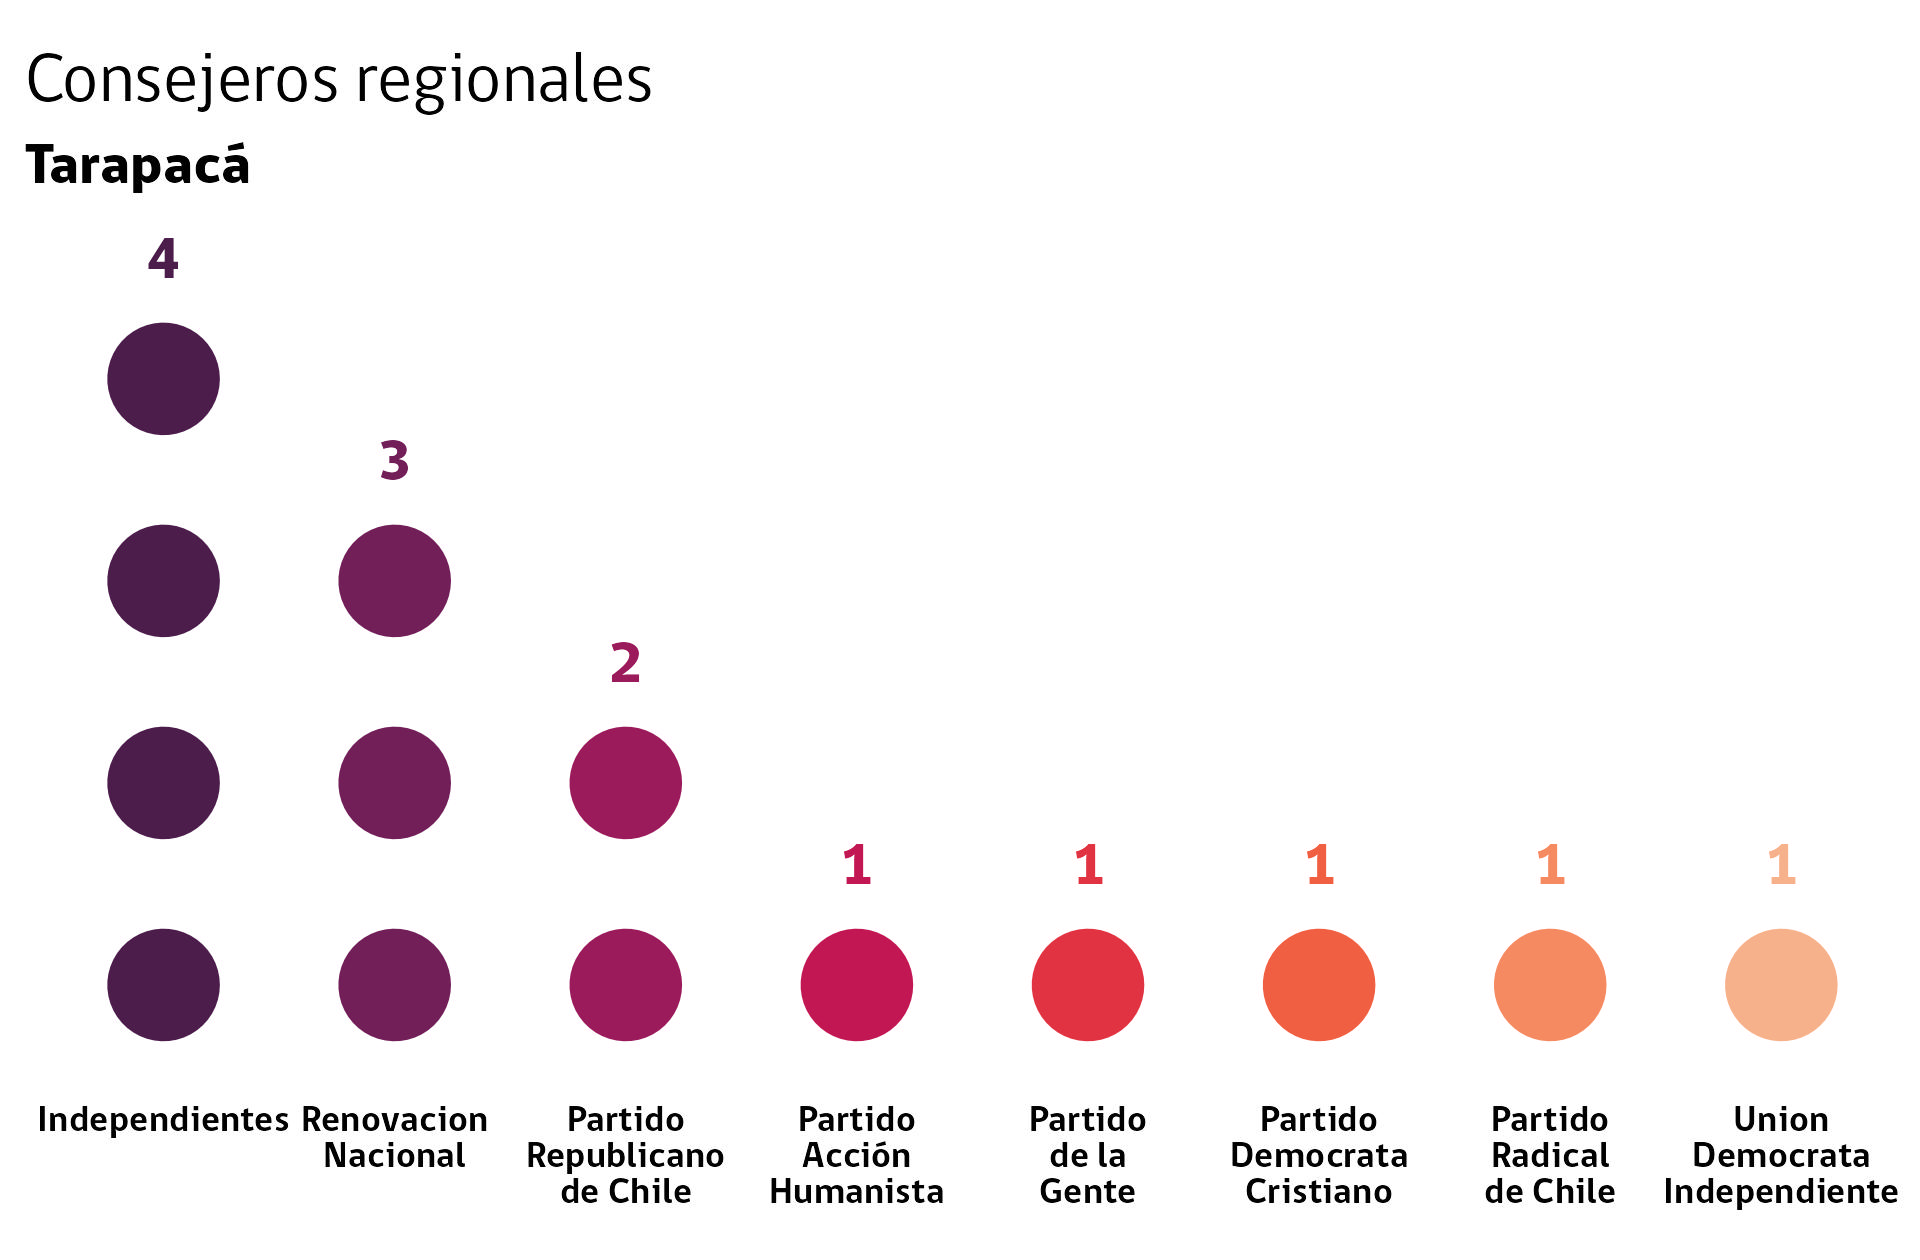 Consejeros regionales
Tarapacá
4
3
2
1
1
1
1
1
Independientes
Renovacion
Nacional
Partido
Republicano
de Chile
Partido
Acción
Humanista
Partido
de la
Gente
Partido
Democrata
Cristiano
Partido
Radical
de Chile
Union
Democrata
Independiente